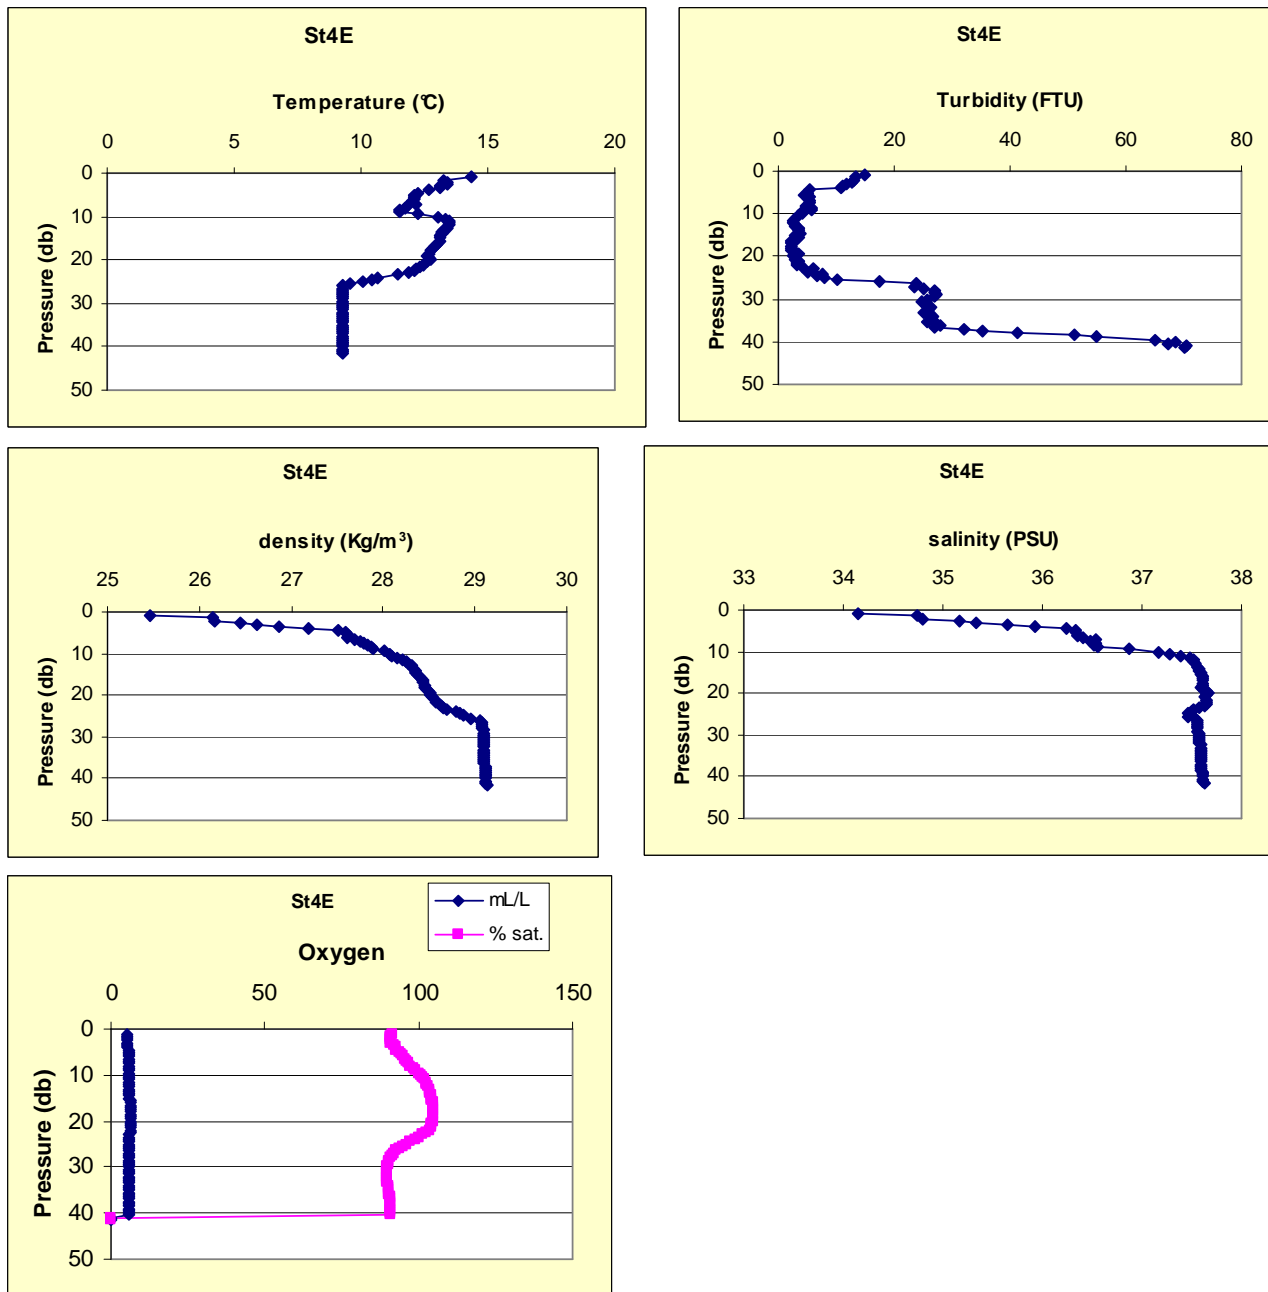 St4E
Temperature (°C)
0 5 10 15 20
0
10
20
30
40
50
Pressure (db)
St4E
Turbidity (FTU)
0 20 40 60 80
0
10
20
30
40
50
Pressure (db)
St4E
density (Kg/m³)
25 26 27 28 29 30
0
10
20
30
40
50
Pressure (db)
St4E
salinity (PSU)
33 34 35 36 37 38
0
10
20
30
40
50
Pressure (db)
St4E
mL/L
% sat.
Oxygen
0 50 100 150
0
10
20
30
40
50
Pressure (db)